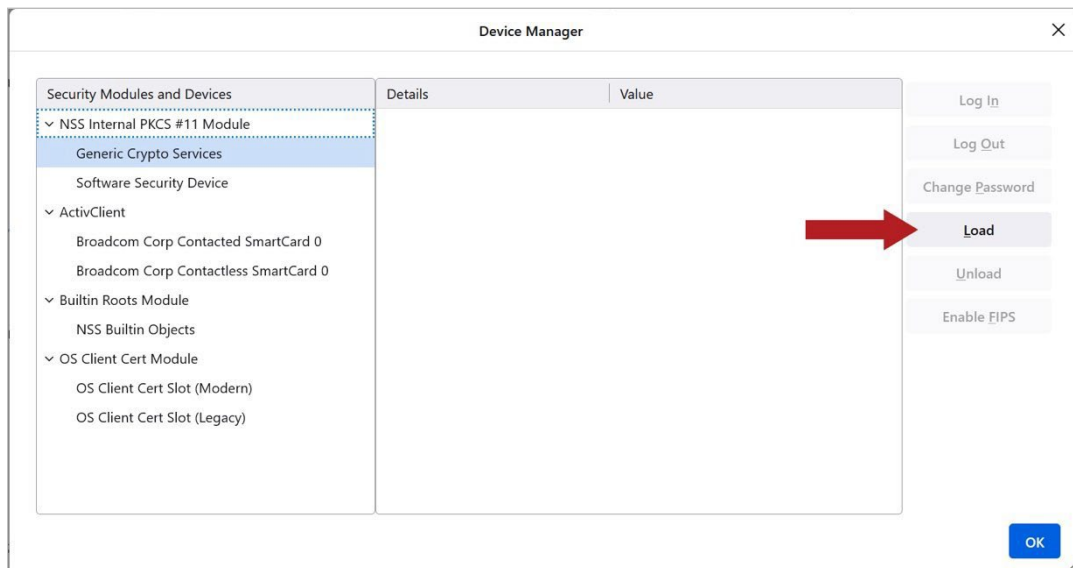 Device Manager
Security Modules and Devices
NSS Internal PKCS #11 Module
Generic Crypto Services
Software Security Device
ActivClient
Broadcom Corp Contacted SmartCard 0
Broadcom Corp Contactless SmartCard 0
Builtin Roots Module
NSS Builtin Objects
OS Client Cert Module
OS Client Cert Slot (Modern)
OS Client Cert Slot (Legacy)
Details Value
Log In
Log Out
Change Password
Load
Unload
Enable FIPS
OK